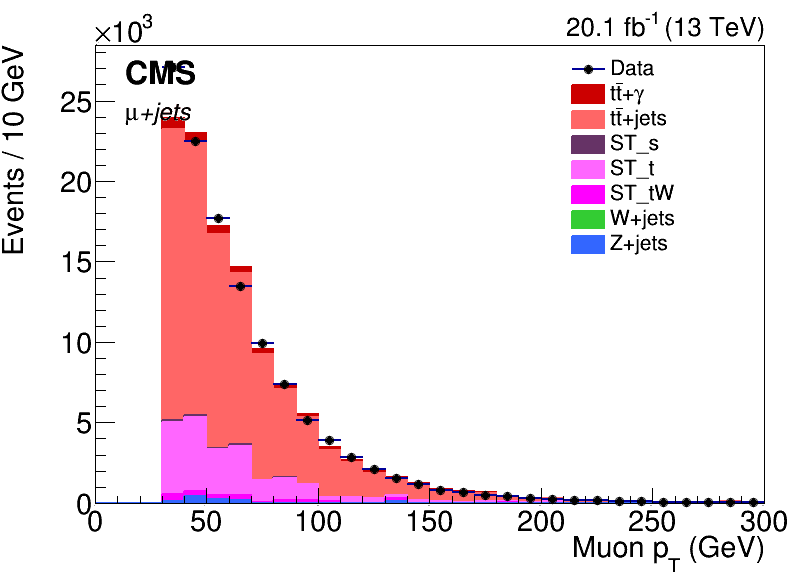 ×10³
20.1 fb⁻¹ (13 TeV)
Events / 10 GeV
CMS
μ+jets
Data
tt̄+γ
tt̄+jets
ST_s
ST_t
ST_tW
W+jets
Z+jets
25
20
15
10
5
0
0 50 100 150 200 250 300
Muon p_T (GeV)